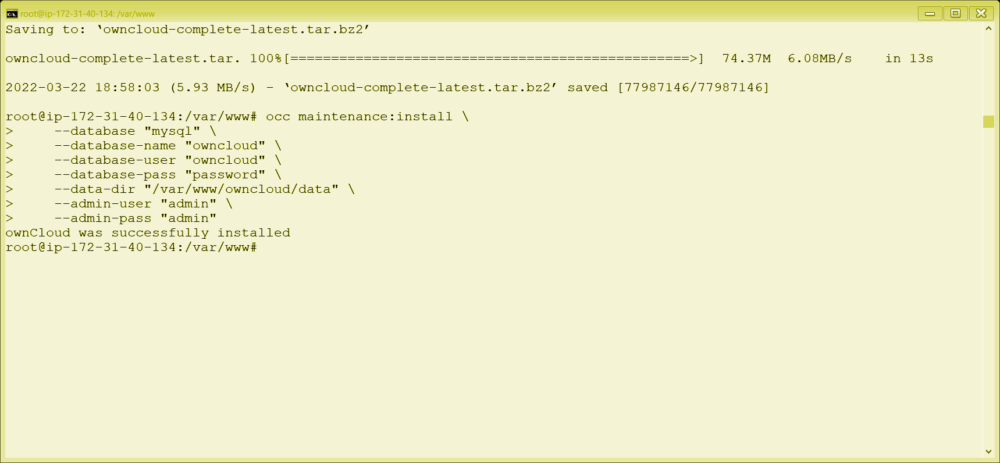 root@ip-172-31-40-134: /var/www
Saving to: ‘owncloud-complete-latest.tar.bz2’
owncloud-complete-latest.tar. 100%[=================================================>]  74.37M  6.08MB/s    in 13s
2022-03-22 18:58:03 (5.93 MB/s) - ‘owncloud-complete-latest.tar.bz2’ saved [77987146/77987146]
root@ip-172-31-40-134:/var/www# occ maintenance:install \
>     --database "mysql" \
>     --database-name "owncloud" \
>     --database-user "owncloud" \
>     --database-pass "password" \
>     --data-dir "/var/www/owncloud/data" \
>     --admin-user "admin" \
>     --admin-pass "admin"
ownCloud was successfully installed
root@ip-172-31-40-134:/var/www#